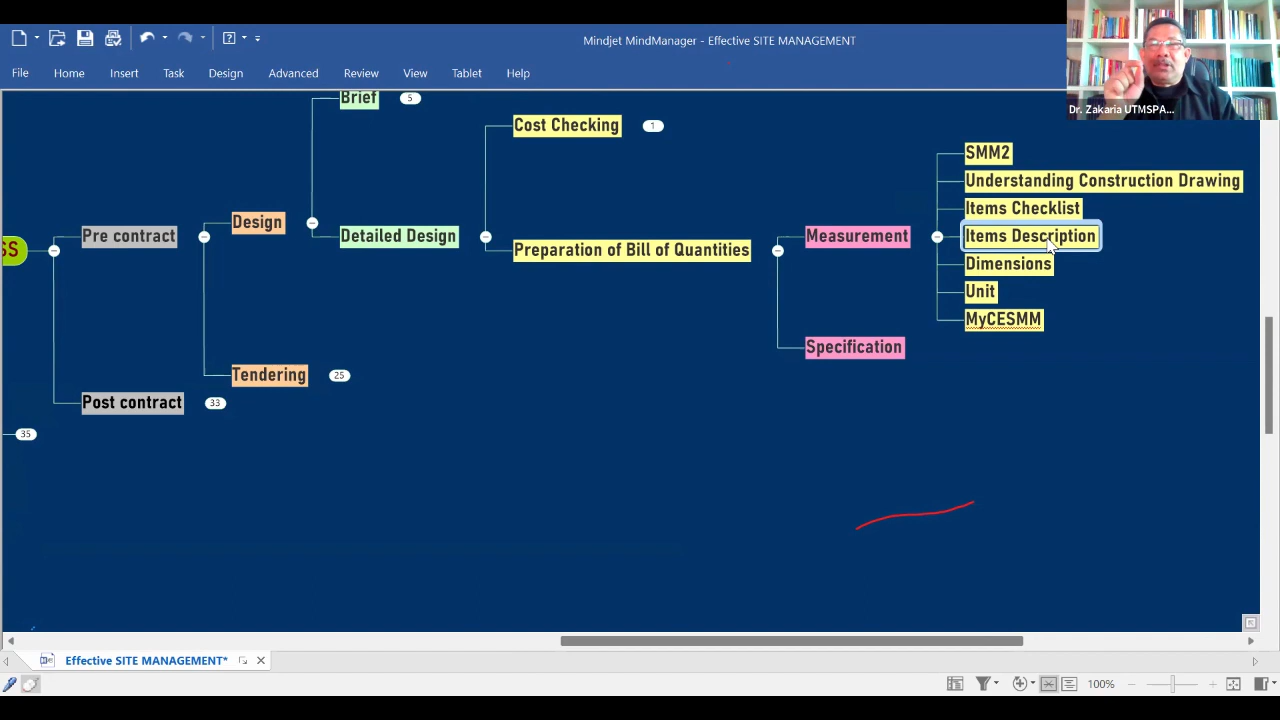 Mindjet MindManager - Effective SITE MANAGEMENT
File Home Insert Task Design Advanced Review View Tablet Help
Dr. Zakaria UTMSPA...
Brief 5
Cost Checking 1
SMM2
Understanding Construction Drawing
Items Checklist
SS Pre contract Design Detailed Design Preparation of Bill of Quantities Measurement Items Description
Dimensions
Unit
MyCESMM
Specification
Tendering 25
Post contract 33
35
Effective SITE MANAGEMENT*
100%